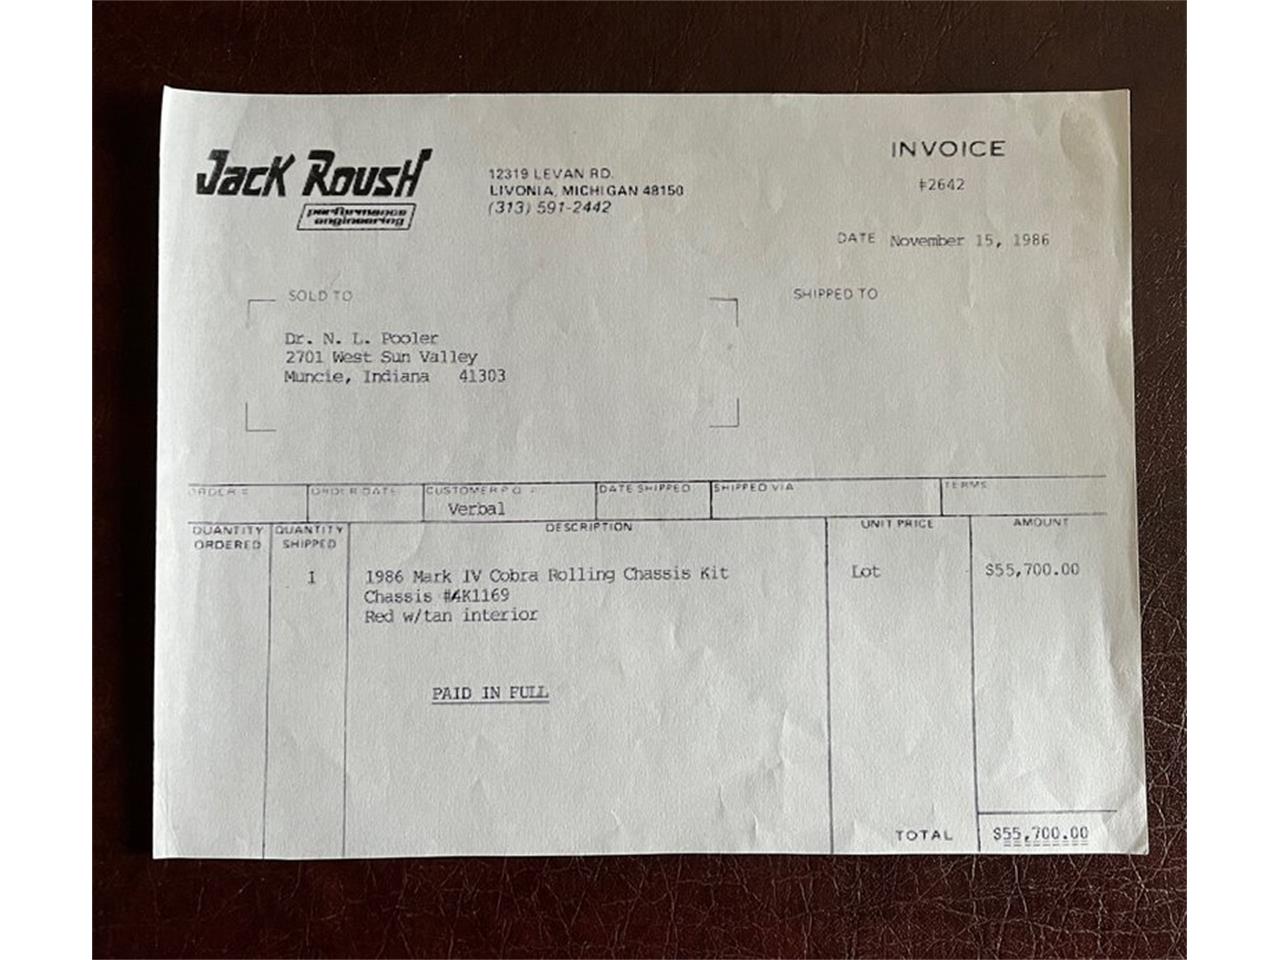 Jack Roush
performance
engineering
12319 LEVAN RD.
LIVONIA, MICHIGAN 48150
(313) 591-2442
INVOICE
#2642
DATE November 15, 1986
SOLD TO
SHIPPED TO
Dr. N. L. Pooler
2701 West Sun Valley
Muncie, Indiana 41303
ORDER # ORDER DATE CUSTOMER P.O. # DATE SHIPPED SHIPPED VIA TERMS
Verbal
QUANTITY ORDERED QUANTITY SHIPPED DESCRIPTION UNIT PRICE AMOUNT
1 1986 Mark IV Cobra Rolling Chassis Kit Lot $55,700.00
Chassis #4K1169
Red w/tan interior
PAID IN FULL
TOTAL $55,700.00